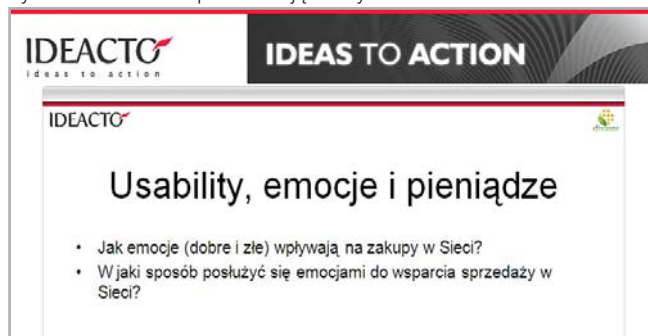 IDEACTO
ideas to action
IDEAS TO ACTION
IDEACTO
Usability, emocje i pieniądze
• Jak emocje (dobre i złe) wpływają na zakupy w Sieci?
• W jaki sposób posłużyć się emocjami do wsparcia sprzedaży w
Sieci?